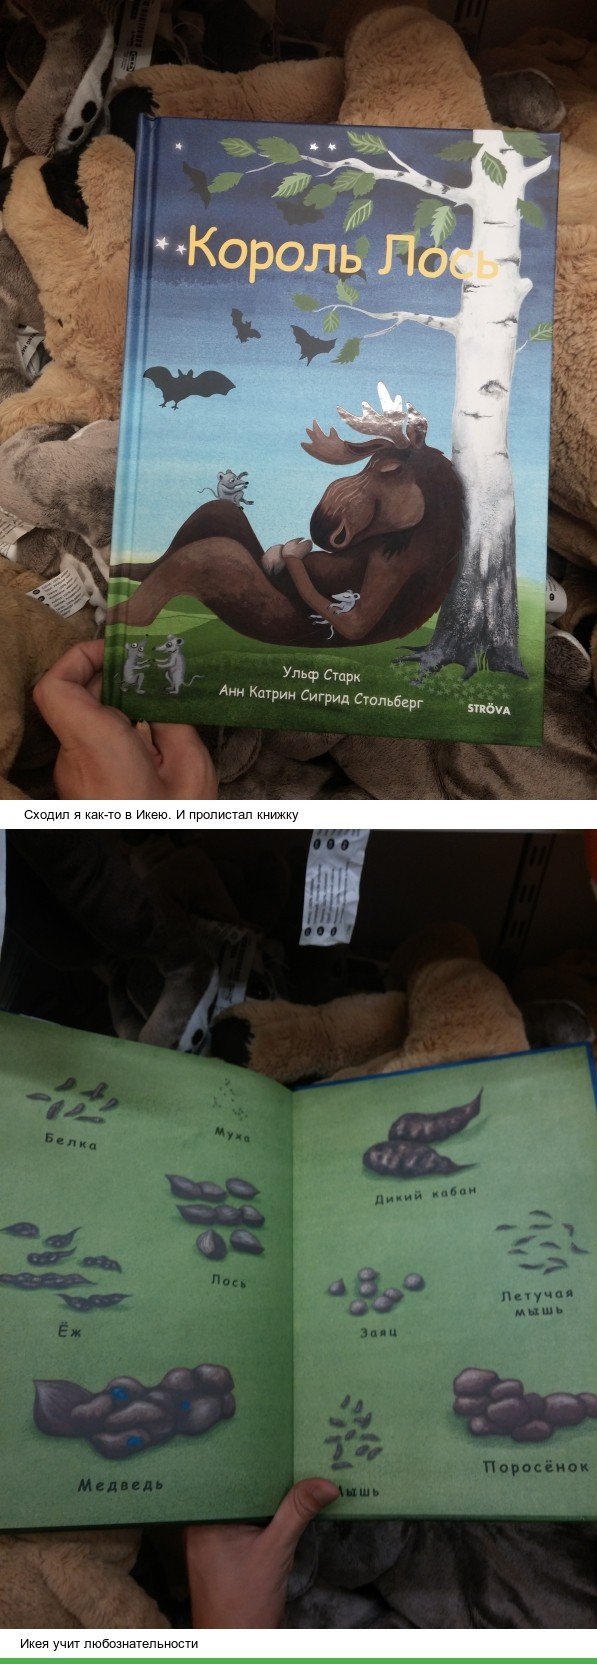 Король Лось
Ульф Старк
Анн Катрин Сигрид Стольберг
STRÖVA
Сходил я как-то в Икею. И пролистал книжку
Белка
Муха
Лось
Ёж
Медведь
Дикий кабан
Летучая
мышь
Заяц
Мышь
Поросёнок
Икея учит любознательности